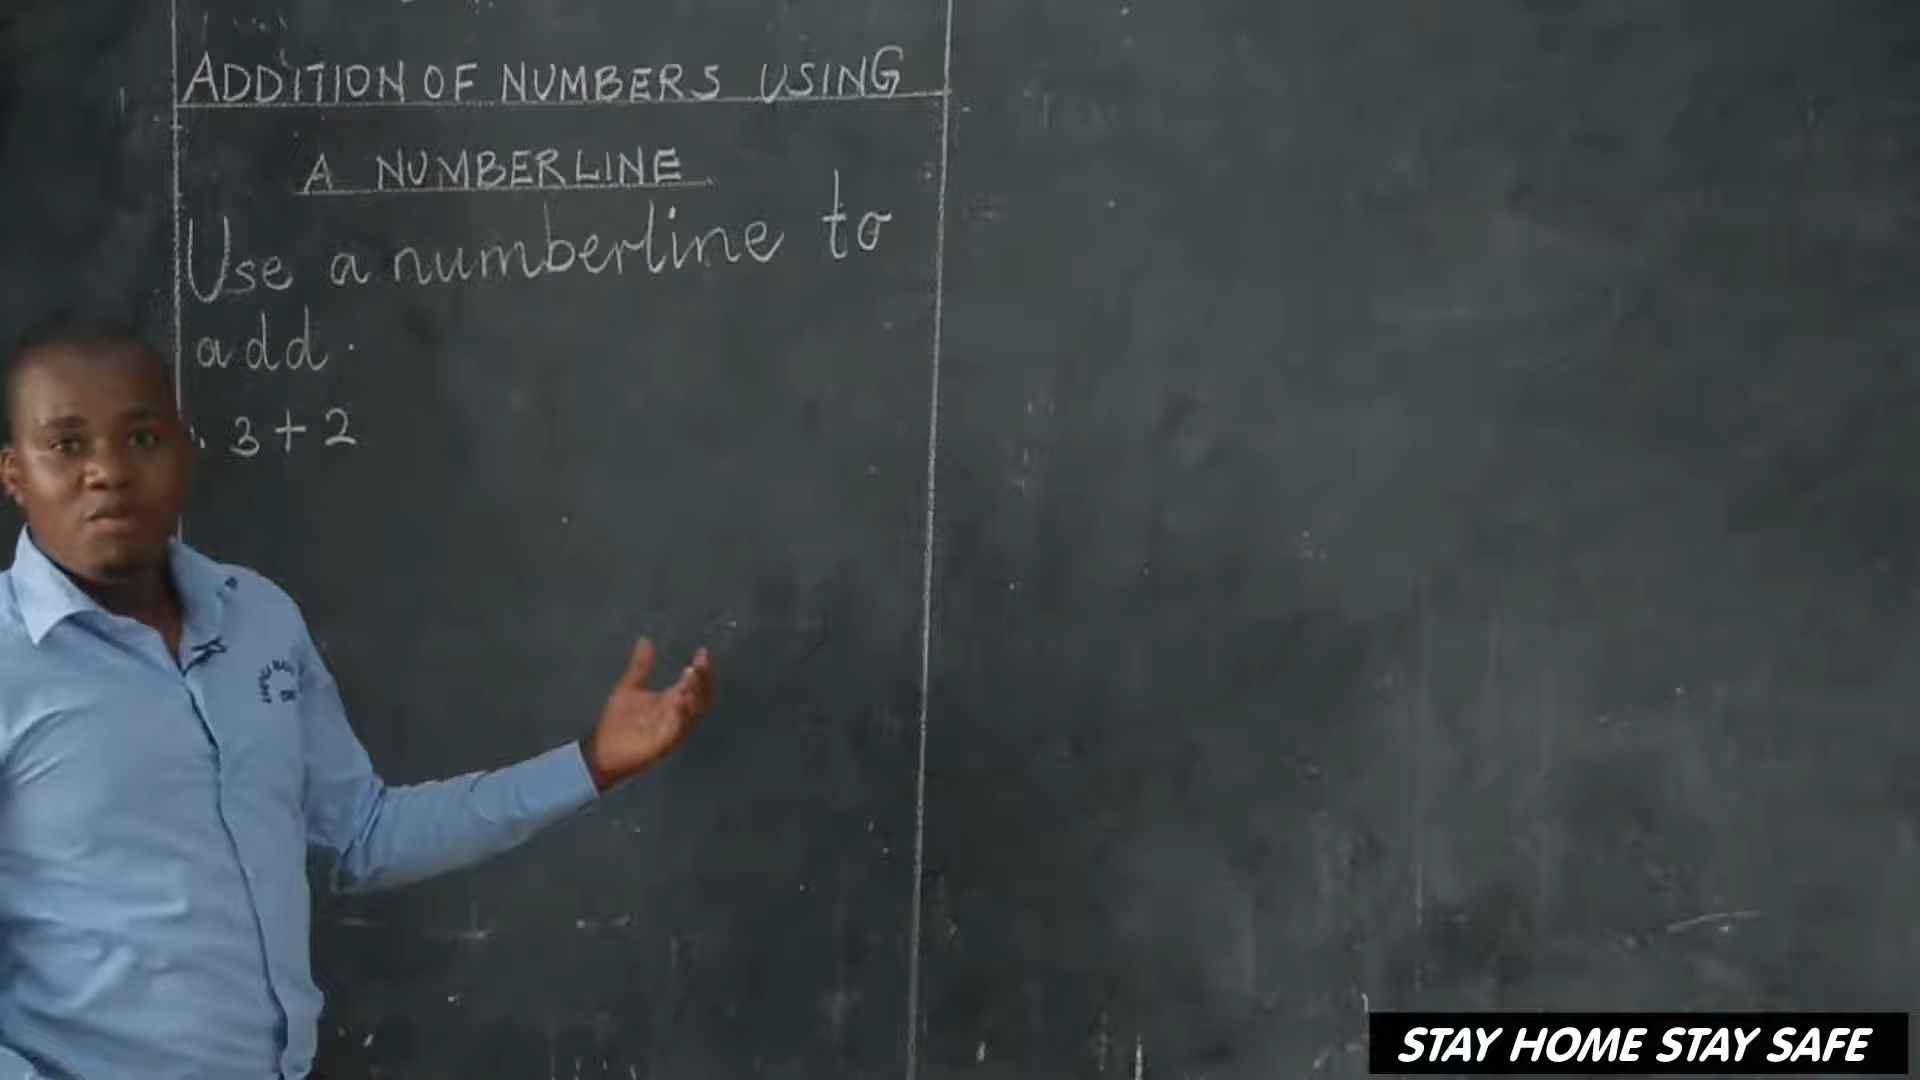 ADDITION OF NUMBERS USING
A NUMBERLINE
Use a numberline to
add.
3+2
STAY HOME STAY SAFE